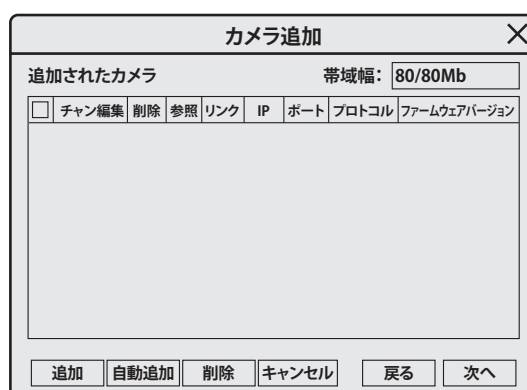 カメラ追加
追加されたカメラ 帯域幅： 80/80Mb
チャン編集 削除 参照 リンク IP ポート プロトコル ファームウェアバージョン
追加 自動追加 削除 キャンセル 戻る 次へ